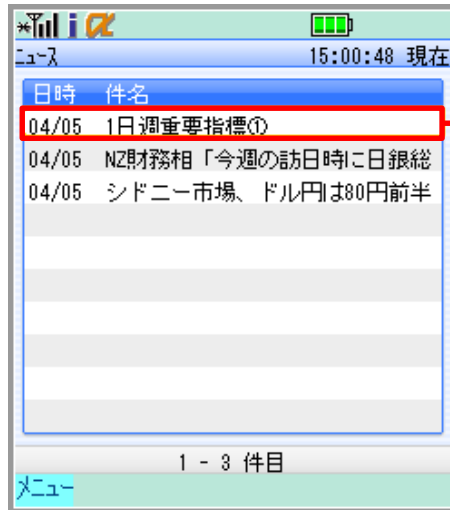 i α
ﾆｭｰｽ 15:00:48 現在
日時 件名
04/05 1日週重要指標①
04/05 NZ財務相「今週の訪日時に日銀総
04/05 シドニー市場、ドル円は80円前半
1 - 3 件目
ﾒﾆｭｰ